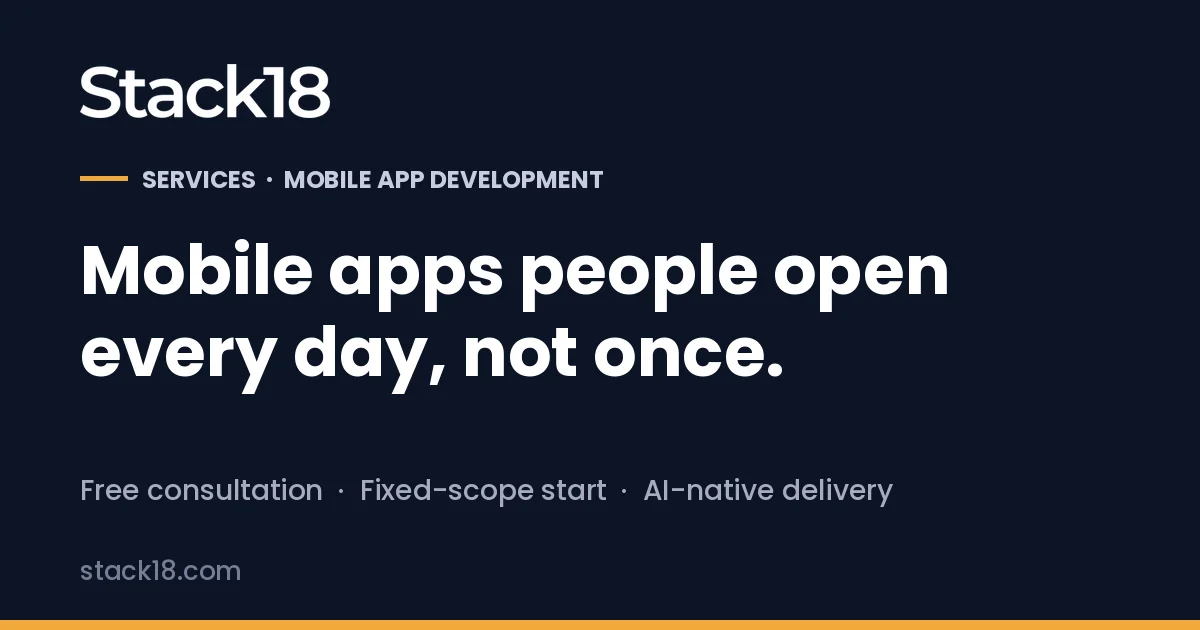 Stack18
SERVICES · MOBILE APP DEVELOPMENT
Mobile apps people open
every day, not once.
Free consultation · Fixed-scope start · AI-native delivery
stack18.com